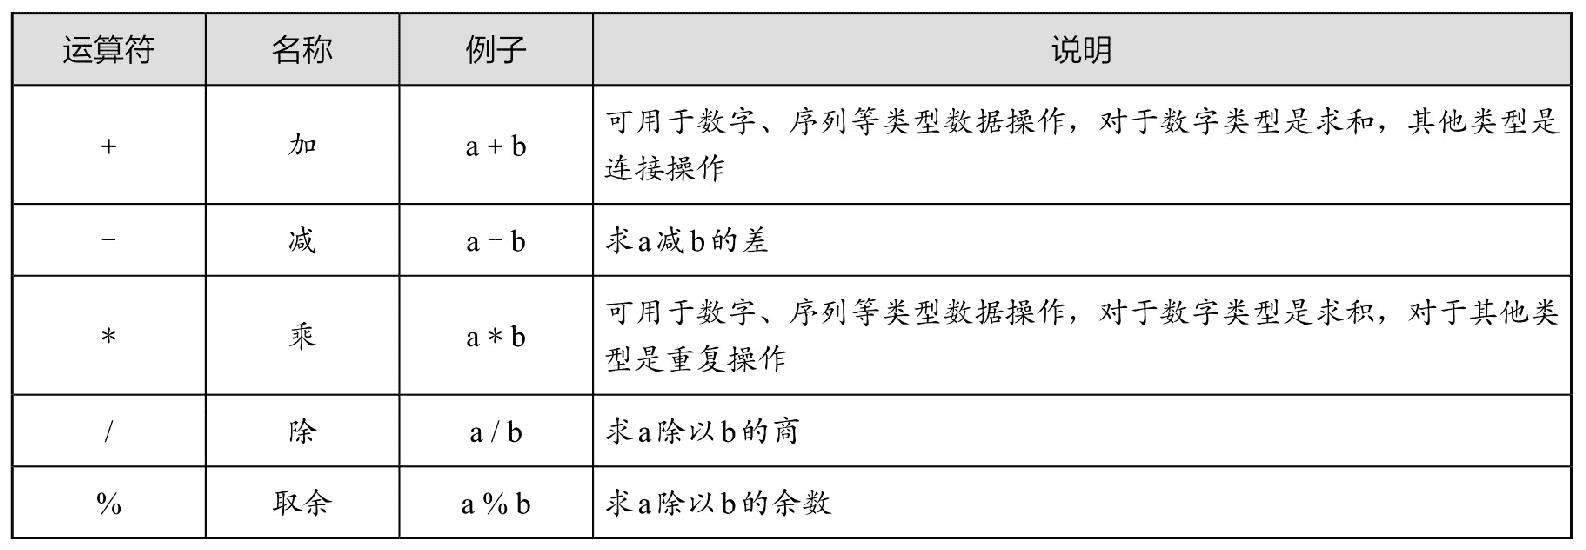 运算符 名称 例子 说明
+ 加 a + b 可用于数字、序列等类型数据操作，对于数字类型是求和，其他类型是
连接操作
- 减 a - b 求a减b的差
* 乘 a * b 可用于数字、序列等类型数据操作，对于数字类型是求积，对于其他类
型是重复操作
/ 除 a / b 求a除以b的商
% 取余 a % b 求a除以b的余数